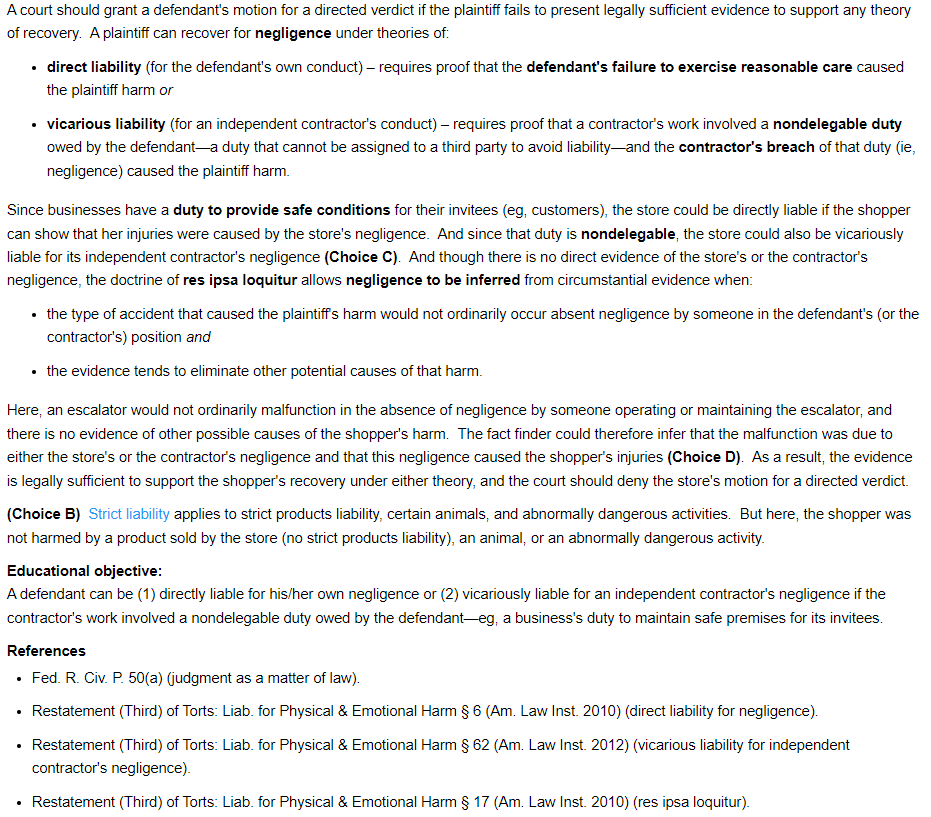 A court should grant a defendant's motion for a directed verdict if the plaintiff fails to present legally sufficient evidence to support any theory
of recovery. A plaintiff can recover for negligence under theories of:
• direct liability (for the defendant's own conduct) – requires proof that the defendant's failure to exercise reasonable care caused
the plaintiff harm or
• vicarious liability (for an independent contractor's conduct) – requires proof that a contractor's work involved a nondelegable duty
owed by the defendant—a duty that cannot be assigned to a third party to avoid liability—and the contractor's breach of that duty (ie,
negligence) caused the plaintiff harm.
Since businesses have a duty to provide safe conditions for their invitees (eg, customers), the store could be directly liable if the shopper
can show that her injuries were caused by the store's negligence. And since that duty is nondelegable, the store could also be vicariously
liable for its independent contractor's negligence (Choice C). And though there is no direct evidence of the store's or the contractor's
negligence, the doctrine of res ipsa loquitur allows negligence to be inferred from circumstantial evidence when:
• the type of accident that caused the plaintiff's harm would not ordinarily occur absent negligence by someone in the defendant's (or the
contractor's) position and
• the evidence tends to eliminate other potential causes of that harm.
Here, an escalator would not ordinarily malfunction in the absence of negligence by someone operating or maintaining the escalator, and
there is no evidence of other possible causes of the shopper's harm. The fact finder could therefore infer that the malfunction was due to
either the store's or the contractor's negligence and that this negligence caused the shopper's injuries (Choice D). As a result, the evidence
is legally sufficient to support the shopper's recovery under either theory, and the court should deny the store's motion for a directed verdict.
(Choice B) Strict liability applies to strict products liability, certain animals, and abnormally dangerous activities. But here, the shopper was
not harmed by a product sold by the store (no strict products liability), an animal, or an abnormally dangerous activity.
Educational objective:
A defendant can be (1) directly liable for his/her own negligence or (2) vicariously liable for an independent contractor's negligence if the
contractor's work involved a nondelegable duty owed by the defendant—eg, a business's duty to maintain safe premises for its invitees.
References
• Fed. R. Civ. P. 50(a) (judgment as a matter of law).
• Restatement (Third) of Torts: Liab. for Physical & Emotional Harm § 6 (Am. Law Inst. 2010) (direct liability for negligence).
• Restatement (Third) of Torts: Liab. for Physical & Emotional Harm § 62 (Am. Law Inst. 2012) (vicarious liability for independent
contractor's negligence).
• Restatement (Third) of Torts: Liab. for Physical & Emotional Harm § 17 (Am. Law Inst. 2010) (res ipsa loquitur).